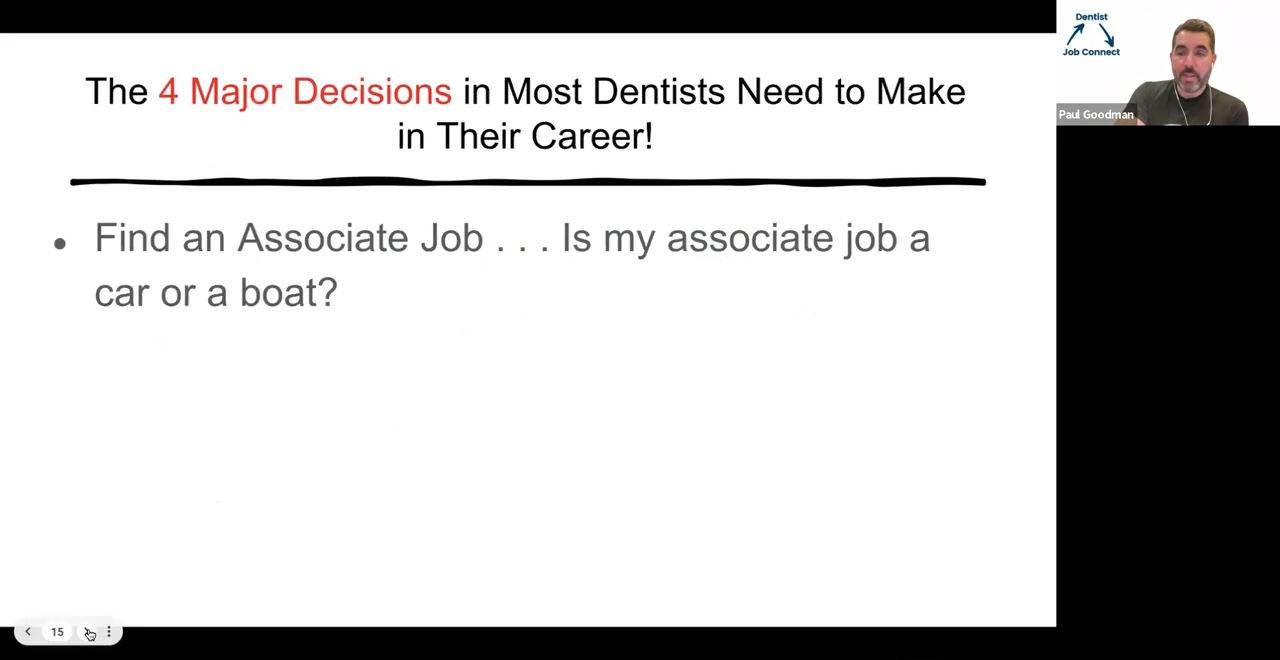 The 4 Major Decisions in Most Dentists Need to Make
in Their Career!
• Find an Associate Job . . . Is my associate job a
car or a boat?
Dentist
Job Connect
Paul Goodman
15